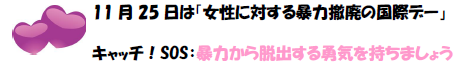 11月25日は「女性に対する暴力撤廃の国際デー」
キャッチ！SOS：暴力から脱出する勇気を持ちましょう